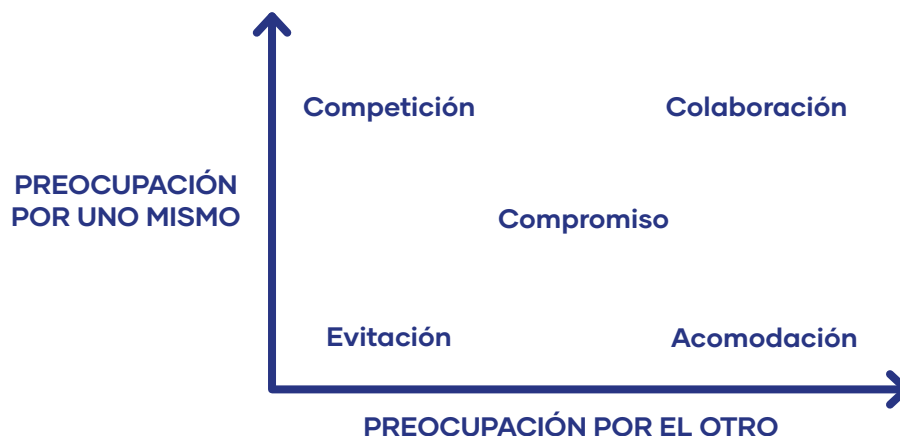 Competición
Colaboración
PREOCUPACIÓN
POR UNO MISMO
Compromiso
Evitación
Acomodación
PREOCUPACIÓN POR EL OTRO